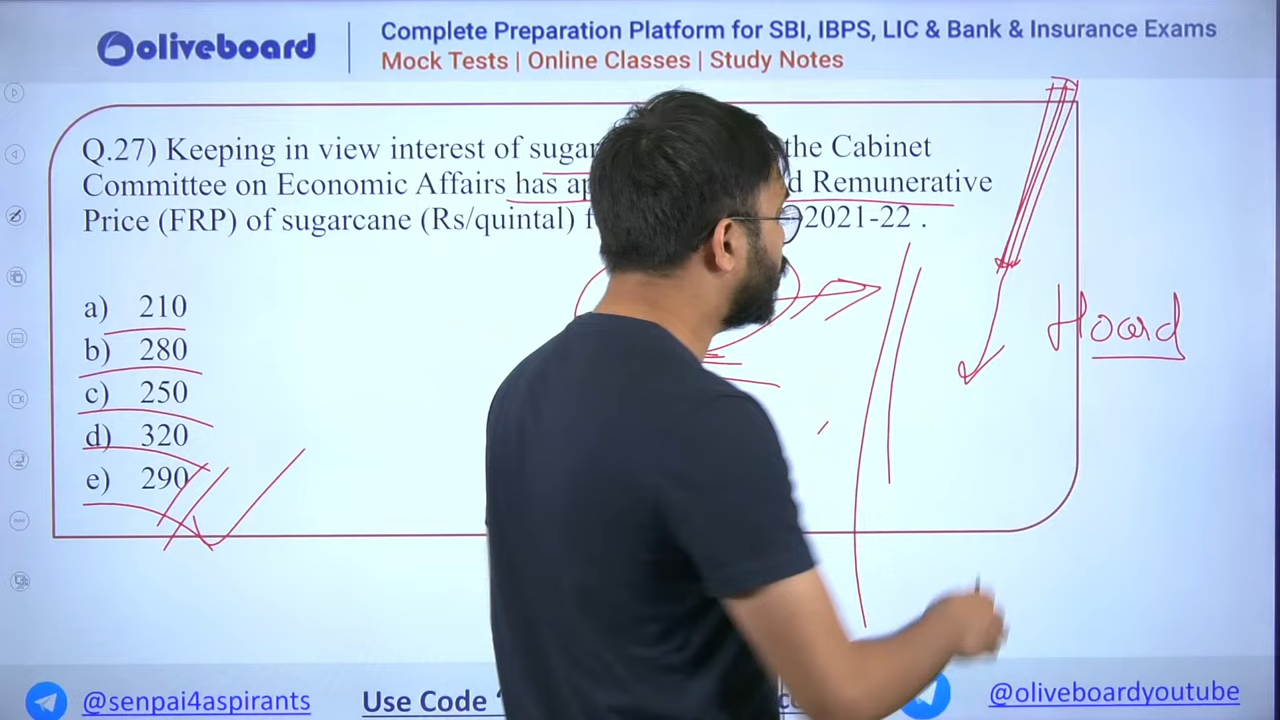 oliveboard
Complete Preparation Platform for SBI, IBPS, LIC & Bank & Insurance Exams
Mock Tests | Online Classes | Study Notes
Q.27) Keeping in view interest of sugar the Cabinet
Committee on Economic Affairs has ap d Remunerative
Price (FRP) of sugarcane (Rs/quintal) f 2021-22 .
a) 210
b) 280
c) 250
d) 320
e) 290
Hoard
@senpai4aspirants
Use Code
@oliveboardyoutube